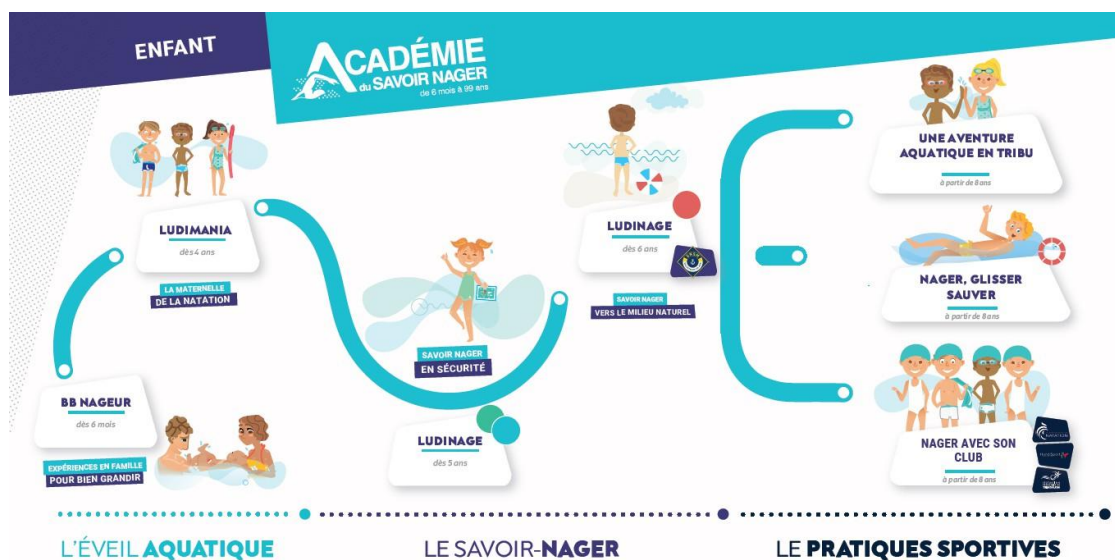 ENFANT
ACADÉMIE
du SAVOIR NAGER
de 6 mois à 99 ans
LUDIMANIA
dès 4 ans
LA MATERNELLE
DE LA NATATION
BB NAGEUR
dès 6 mois
EXPÉRIENCES EN FAMILLE
POUR BIEN GRANDIR
SAVOIR NAGER
EN SÉCURITÉ
LUDINAGE
dès 5 ans
LUDINAGE
dès 6 ans
SAVOIR NAGER
VERS LE MILIEU NATUREL
UNE AVENTURE
AQUATIQUE EN TRIBU
à partir de 8 ans
NAGER, GLISSER
SAUVER
à partir de 8 ans
NAGER AVEC SON
CLUB
à partir de 8 ans
L'ÉVEIL AQUATIQUE
LE SAVOIR-NAGER
LE PRATIQUES SPORTIVES